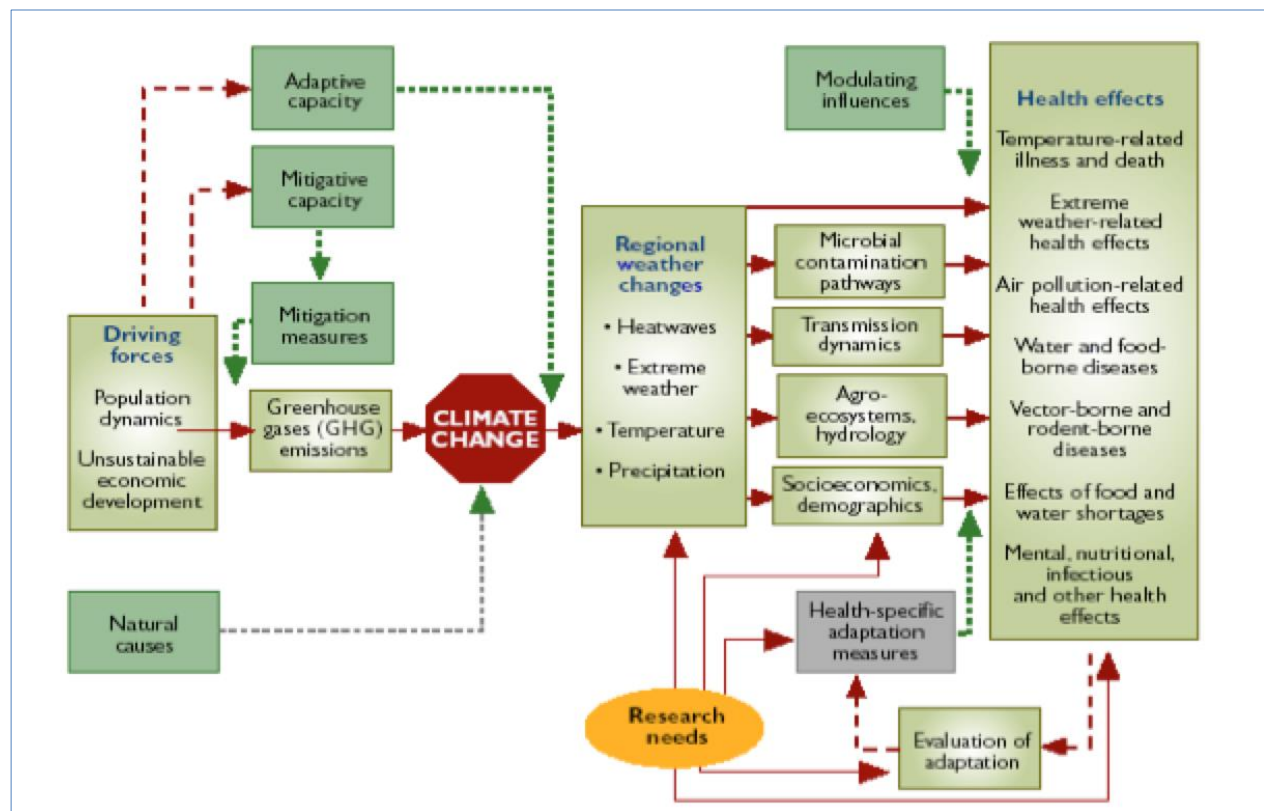 Adaptive
capacity
Mitigative
capacity
Mitigation
measures
Driving
forces
Population
dynamics
Unsustainable
economic
development
Greenhouse
gases (GHG)
emissions
CLIMATE
CHANGE
Natural
causes
Regional
weather
changes
• Heatwaves
• Extreme
weather
• Temperature
• Precipitation
Modulating
influences
Microbial
contamination
pathways
Transmission
dynamics
Agro-
ecosystems,
hydrology
Socioeconomics,
demographics
Health effects
Temperature-related
illness and death
Extreme
weather-related
health effects
Air pollution-related
health effects
Water and food-
borne diseases
Vector-borne and
rodent-borne
diseases
Effects of food and
water shortages
Mental, nutritional,
infectious
and other health
effects
Health-specific
adaptation
measures
Research
needs
Evaluation of
adaptation